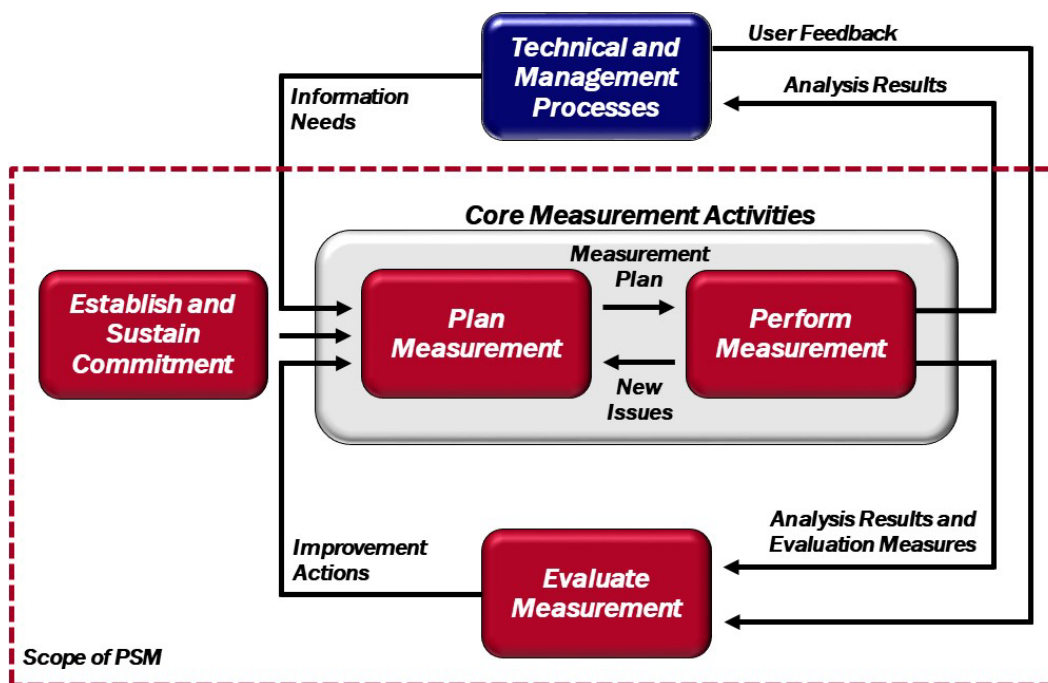 Technical and
Management
Processes
User Feedback
Analysis Results
Information
Needs
Core Measurement Activities
Measurement
Plan
Establish and
Sustain
Commitment
Plan
Measurement
Perform
Measurement
New
Issues
Analysis Results and
Evaluation Measures
Improvement
Actions
Evaluate
Measurement
Scope of PSM